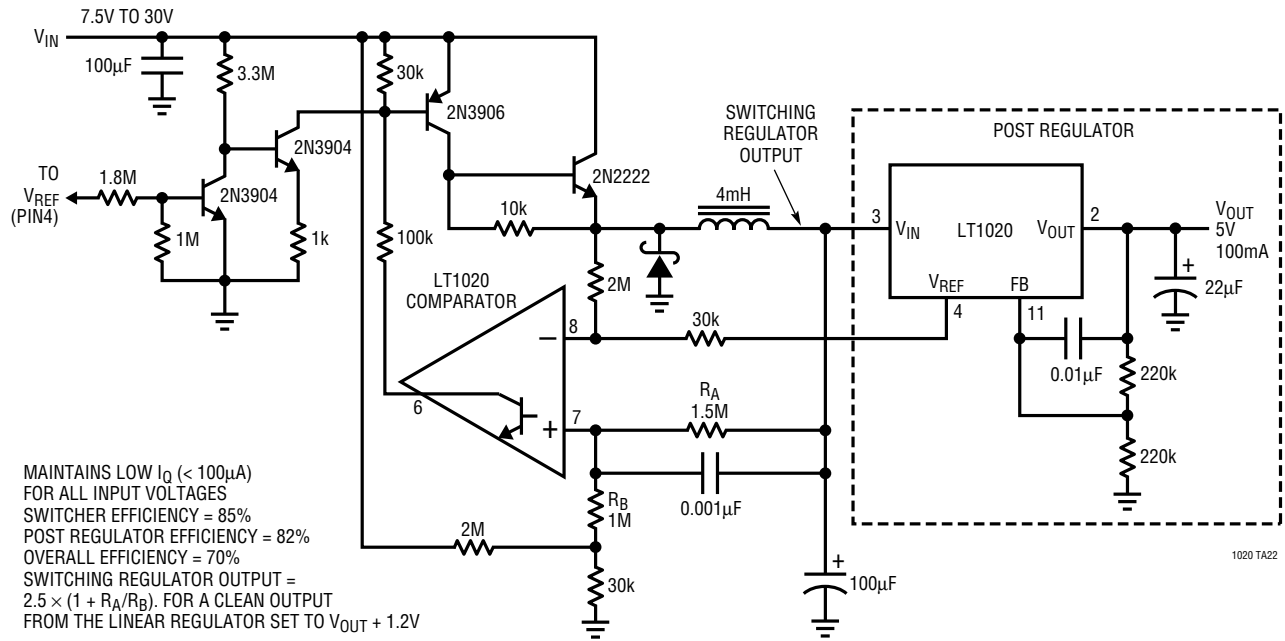 7.5V TO 30V
VIN
100µF
3.3M
30k
2N3906
2N3904
TO
VREF
(PIN4)
1.8M
2N3904
1M
1k
100k
10k
2N2222
SWITCHING
REGULATOR
OUTPUT
4mH
2M
LT1020
COMPARATOR
8
–
30k
6
7
+
RA
1.5M
0.001µF
RB
1M
2M
30k
+
100µF
POST REGULATOR
3
VIN
LT1020
VOUT
2
VREF
FB
4
11
0.01µF
220k
220k
VOUT
5V
100mA
+
22µF
MAINTAINS LOW IQ (< 100µA)
FOR ALL INPUT VOLTAGES
SWITCHER EFFICIENCY = 85%
POST REGULATOR EFFICIENCY = 82%
OVERALL EFFICIENCY = 70%
SWITCHING REGULATOR OUTPUT =
2.5 × (1 + RA/RB). FOR A CLEAN OUTPUT
FROM THE LINEAR REGULATOR SET TO VOUT + 1.2V
1020 TA22